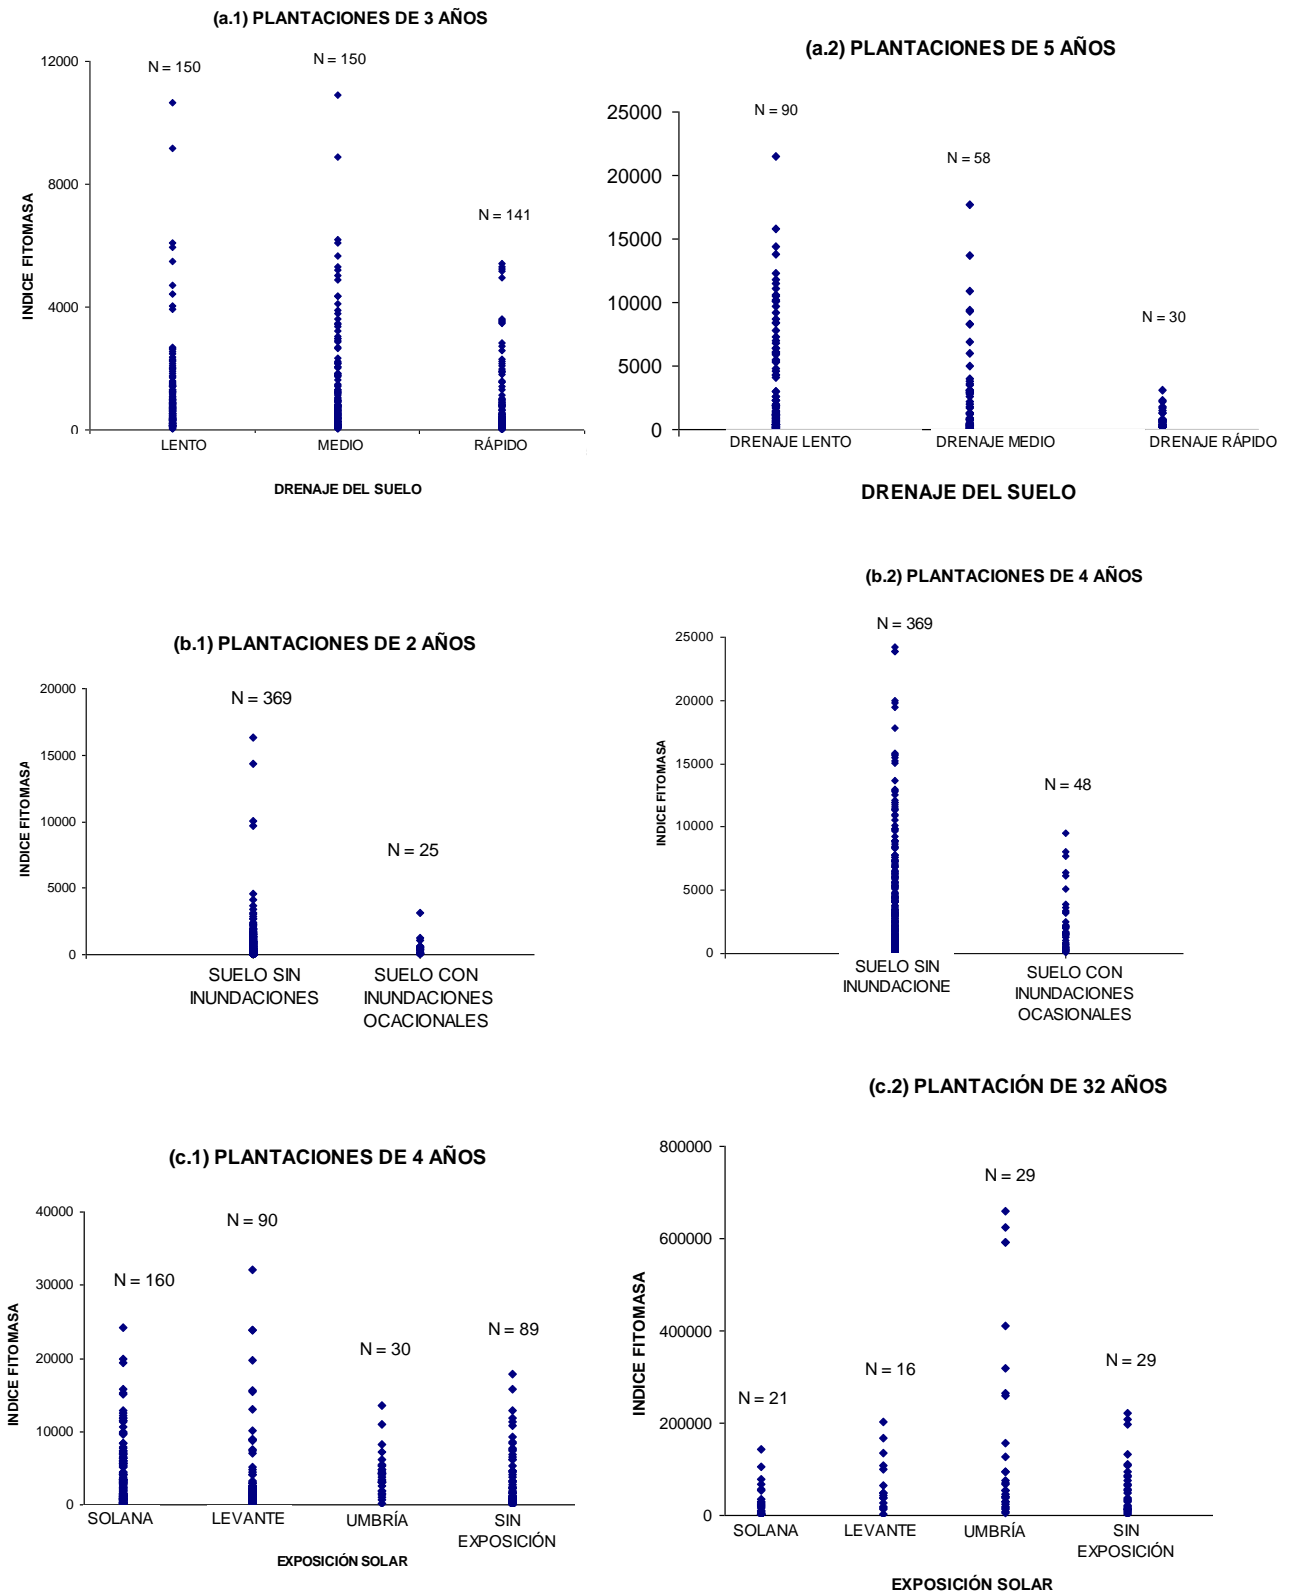 (a.1) PLANTACIONES DE 3 AÑOS
12000
8000
4000
0
INDICE FITOMASA
N = 150
N = 150
N = 141
LENTO
MEDIO
RÁPIDO
DRENAJE DEL SUELO
(a.2) PLANTACIONES DE 5 AÑOS
25000
20000
15000
10000
5000
0
N = 90
N = 58
N = 30
DRENAJE LENTO
DRENAJE MEDIO
DRENAJE RÁPIDO
DRENAJE DEL SUELO
(b.1) PLANTACIONES DE 2 AÑOS
20000
15000
10000
5000
0
INDICE FITOMASA
N = 369
N = 25
SUELO SIN
INUNDACIONES
SUELO CON
INUNDACIONES
OCACIONALES
(b.2) PLANTACIONES DE 4 AÑOS
25000
20000
15000
10000
5000
0
INDICE FITOMASA
N = 369
N = 48
SUELO SIN
INUNDACIONE
SUELO CON
INUNDACIONES
OCASIONALES
(c.1) PLANTACIONES DE 4 AÑOS
40000
30000
20000
10000
0
INDICE FITOMASA
N = 160
N = 90
N = 30
N = 89
SOLANA
LEVANTE
UMBRÍA
SIN
EXPOSICIÓN
EXPOSICIÓN SOLAR
(c.2) PLANTACIÓN DE 32 AÑOS
800000
600000
400000
200000
0
INDICE FITOMASA
N = 21
N = 16
N = 29
N = 29
SOLANA
LEVANTE
UMBRÍA
SIN
EXPOSICIÓN
EXPOSICIÓN SOLAR